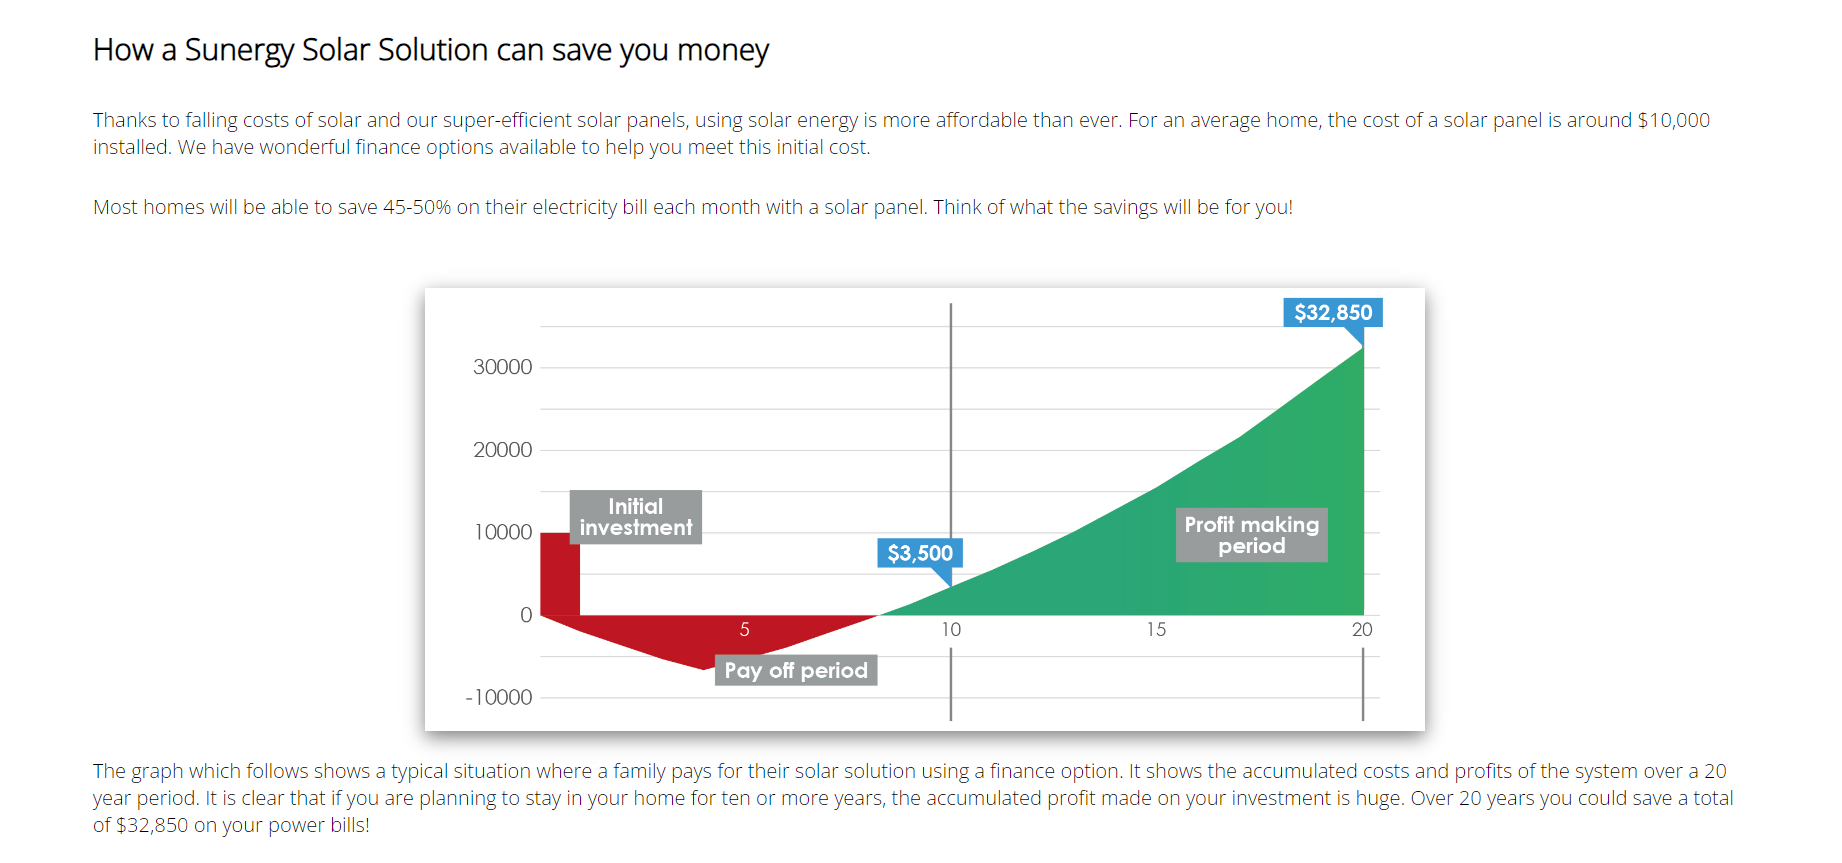 How a Sunergy Solar Solution can save you money
Thanks to falling costs of solar and our super-efficient solar panels, using solar energy is more affordable than ever. For an average home, the cost of a solar panel is around $10,000
installed. We have wonderful finance options available to help you meet this initial cost.
Most homes will be able to save 45-50% on their electricity bill each month with a solar panel. Think of what the savings will be for you!
$32,850
30000
20000
Initial
investment
10000
Profit making
period
$3,500
0
5
10
15
20
Pay off period
-10000
The graph which follows shows a typical situation where a family pays for their solar solution using a finance option. It shows the accumulated costs and profits of the system over a 20
year period. It is clear that if you are planning to stay in your home for ten or more years, the accumulated profit made on your investment is huge. Over 20 years you could save a total
of $32,850 on your power bills!